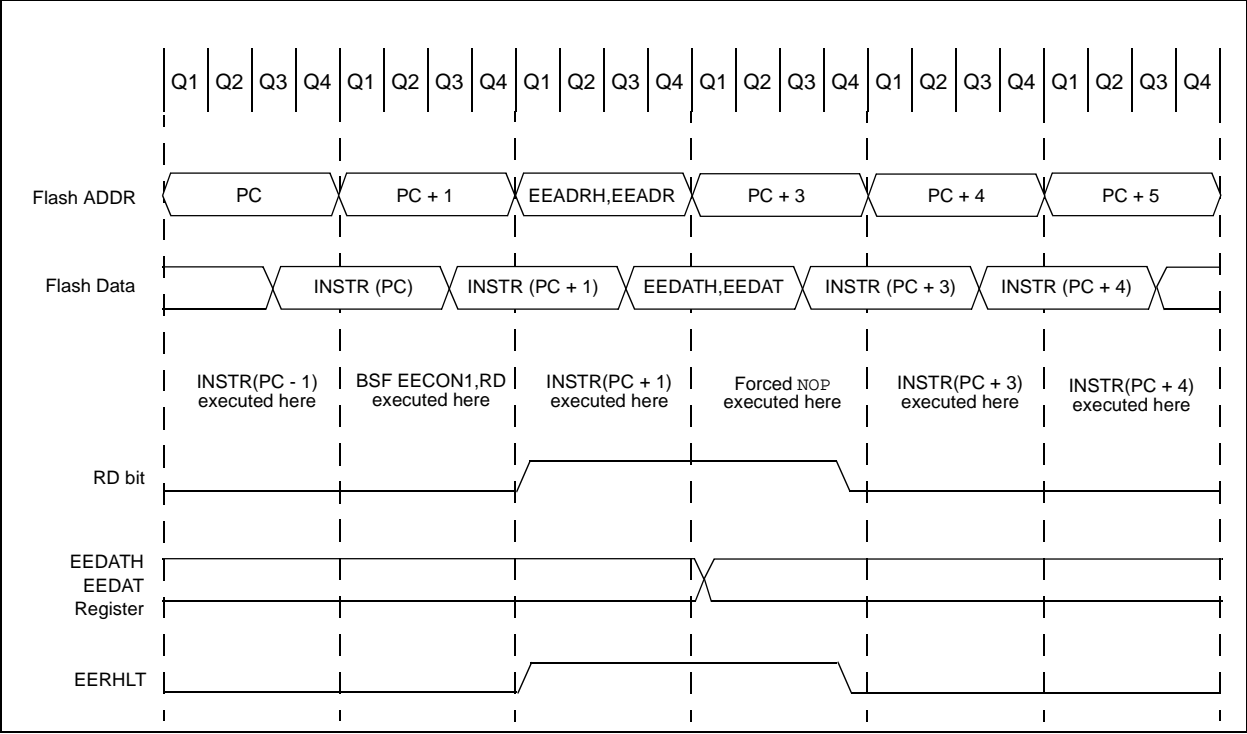 Q1 Q2 Q3 Q4 Q1 Q2 Q3 Q4 Q1 Q2 Q3 Q4 Q1 Q2 Q3 Q4 Q1 Q2 Q3 Q4 Q1 Q2 Q3 Q4
Flash ADDR PC PC + 1 EEADRH,EEADR PC + 3 PC + 4 PC + 5
Flash Data INSTR (PC) INSTR (PC + 1) EEDATH,EEDAT INSTR (PC + 3) INSTR (PC + 4)
INSTR(PC - 1)
executed here
BSF EECON1,RD
executed here
INSTR(PC + 1)
executed here
Forced NOP
executed here
INSTR(PC + 3)
executed here
INSTR(PC + 4)
executed here
RD bit
EEDATH
EEDAT
Register
EERHLT